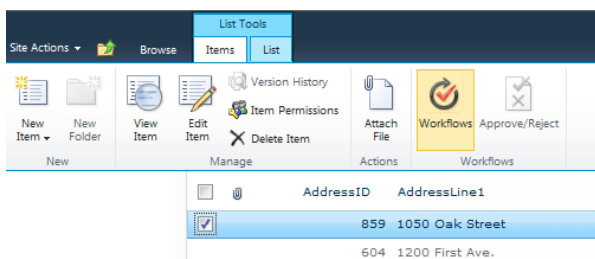 List Tools
Site Actions Browse Items List
Version History
Item Permissions
Delete Item
New Item
New Folder
View Item
Edit Item
Attach File
Workflows
Approve/Reject
New Manage Actions Workflows
AddressID AddressLine1
859 1050 Oak Street
604 1200 First Ave.